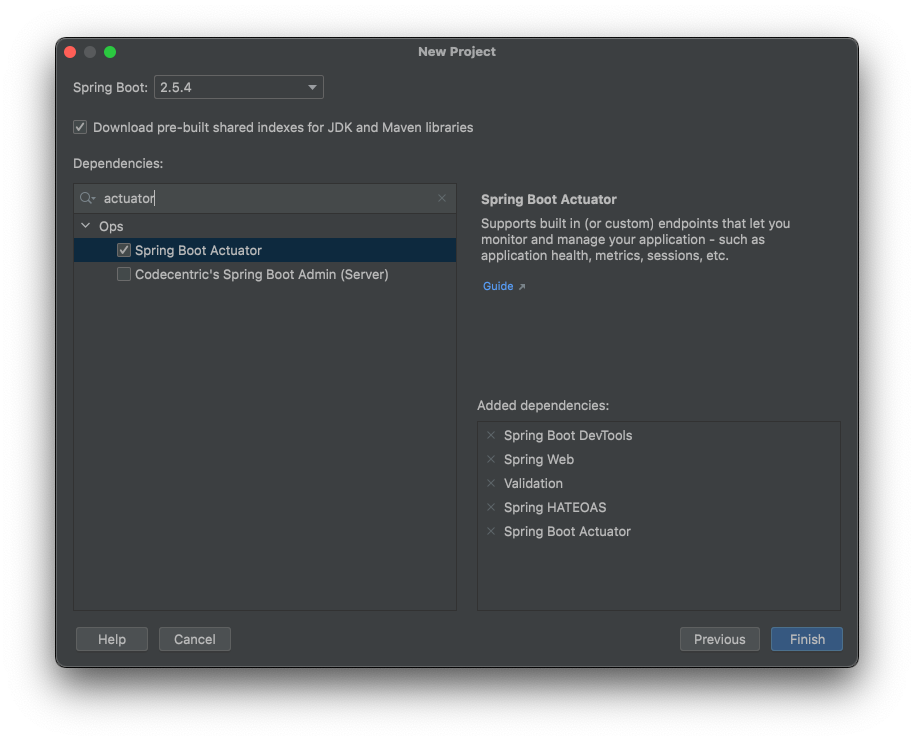 New Project
Spring Boot: 2.5.4
Download pre-built shared indexes for JDK and Maven libraries
Dependencies:
actuator
Ops
Spring Boot Actuator
Codecentric's Spring Boot Admin (Server)
Spring Boot Actuator
Supports built in (or custom) endpoints that let you
monitor and manage your application - such as
application health, metrics, sessions, etc.
Guide
Added dependencies:
Spring Boot DevTools
Spring Web
Validation
Spring HATEOAS
Spring Boot Actuator
Help Cancel Previous Finish